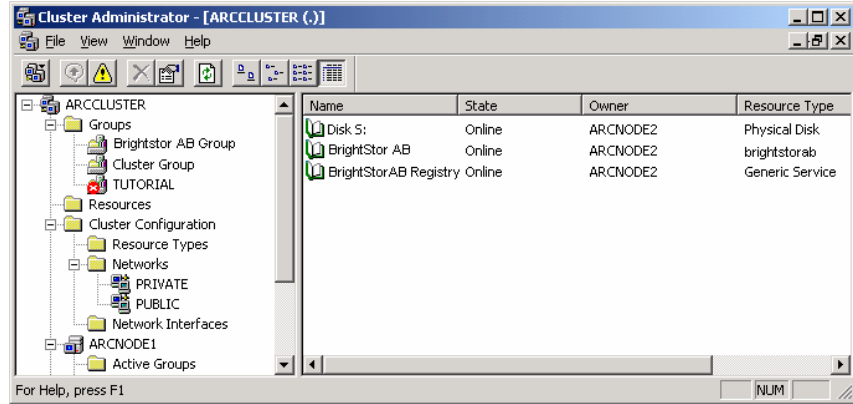 Cluster Administrator - [ARCCLUSTER (.)]
File View Window Help
ARCCLUSTER
Groups
Brightstor AB Group
Cluster Group
TUTORIAL
Resources
Cluster Configuration
Resource Types
Networks
PRIVATE
PUBLIC
Network Interfaces
ARCNODE1
Active Groups
Name State Owner Resource Type
Disk S: Online ARCNODE2 Physical Disk
BrightStor AB Online ARCNODE2 brightstorab
BrightStorAB Registry Online ARCNODE2 Generic Service
For Help, press F1 NUM